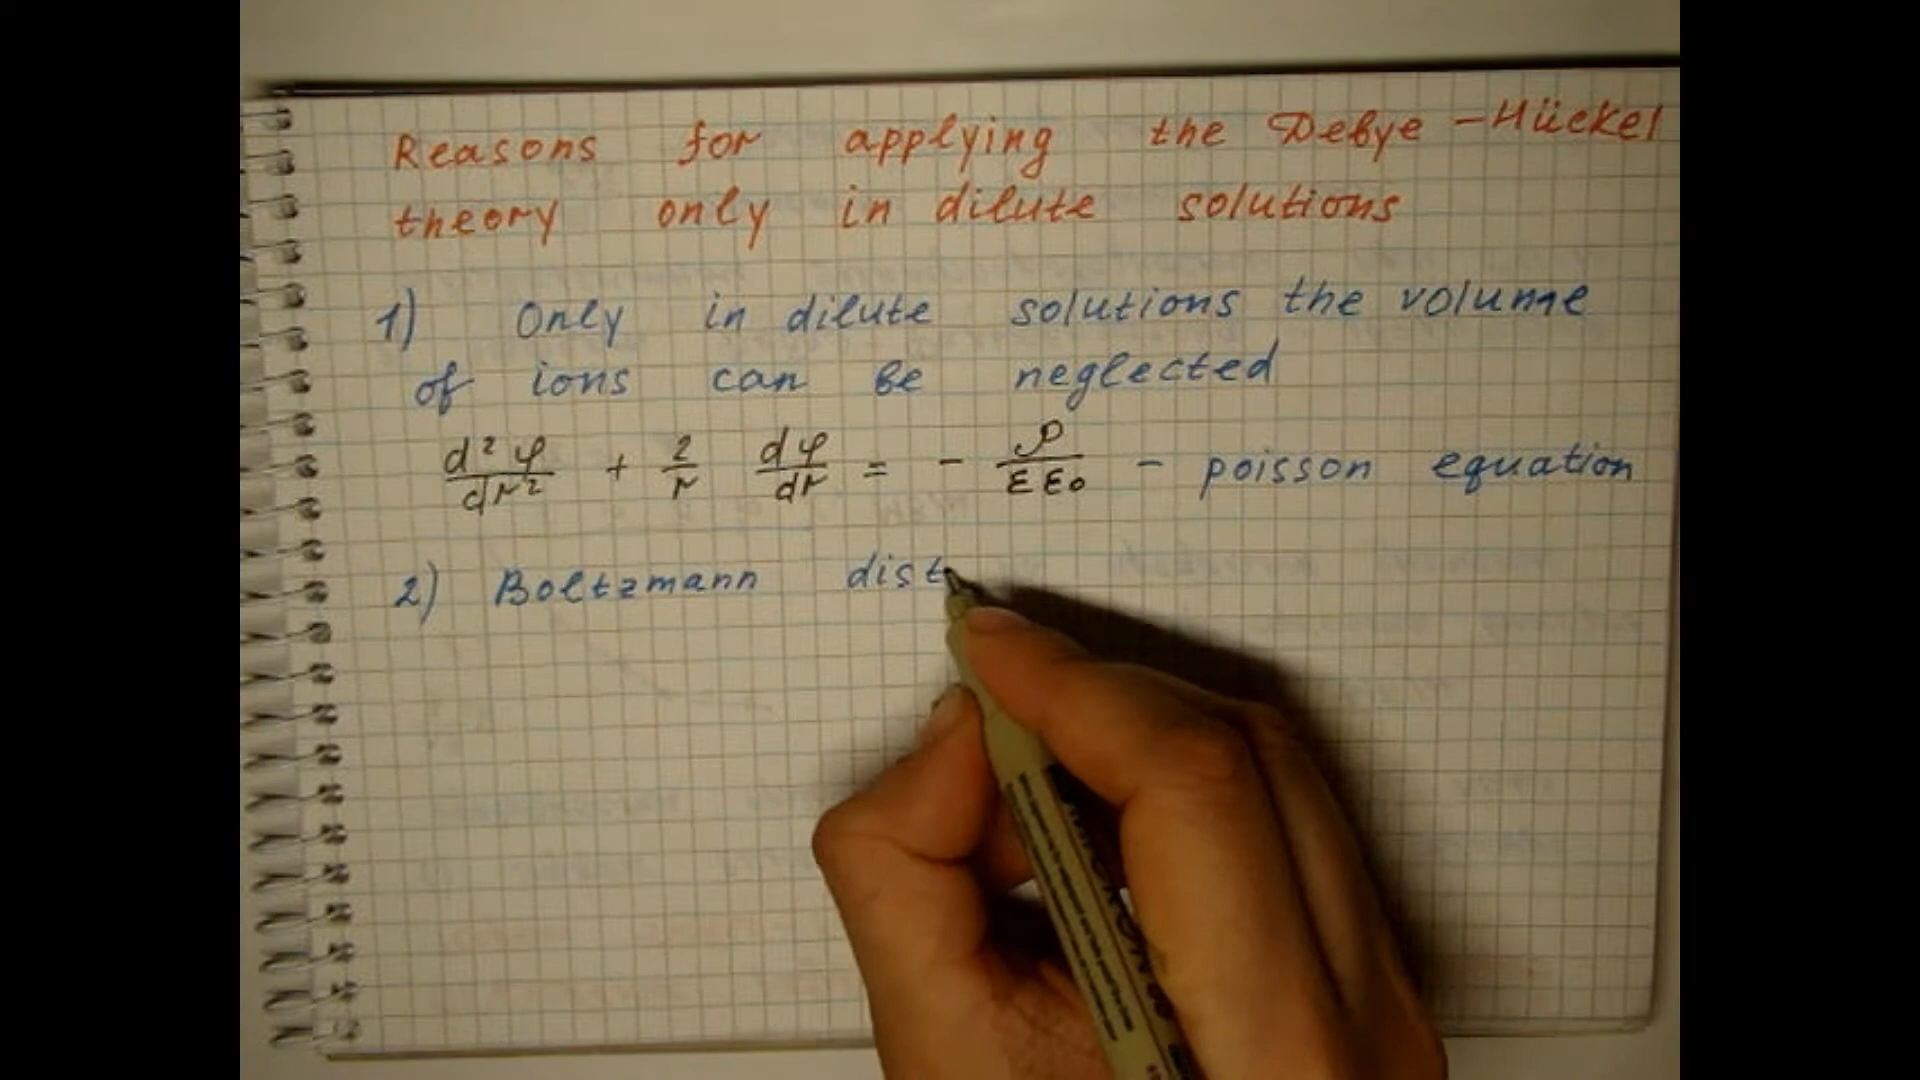 Reasons for applying the Debye-Hückel
theory only in dilute solutions
1) Only in dilute solutions the volume
of ions can be neglected
d²φ/dr² + 2/r dφ/dr = - ρ/εε₀ - poisson equation
2) Boltzmann dist